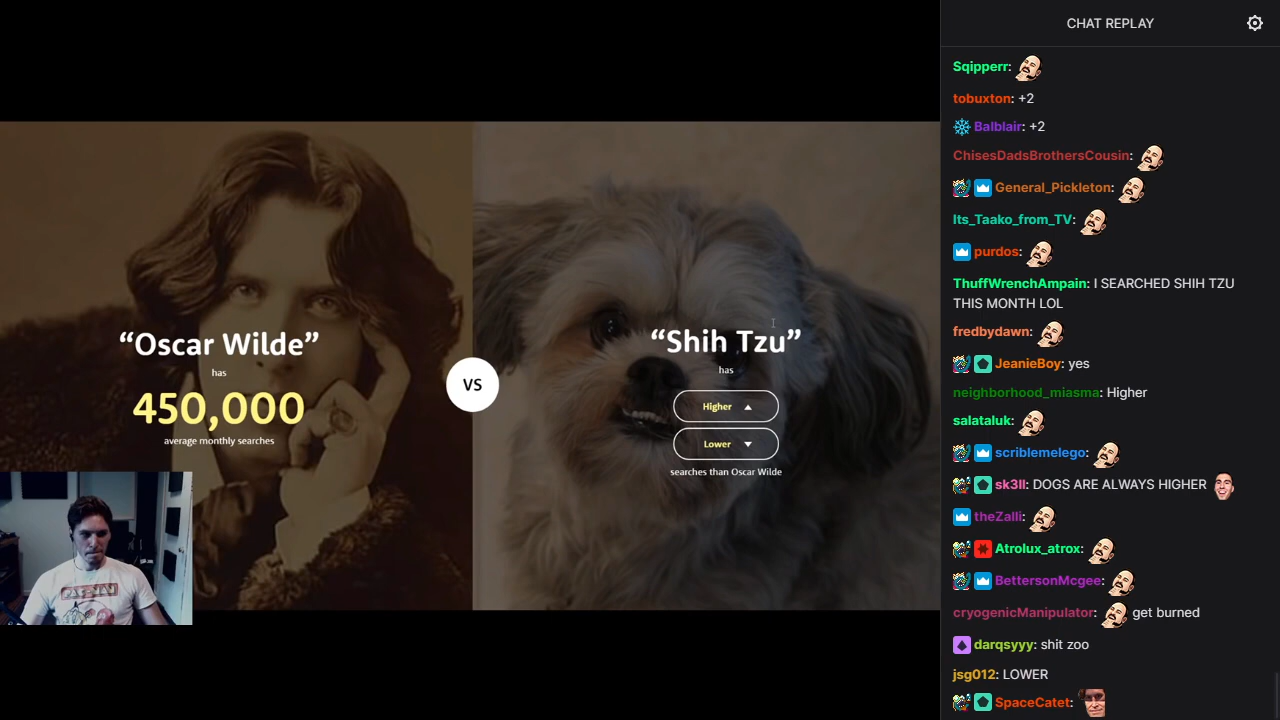 CHAT REPLAY
“Oscar Wilde”
has
450,000
average monthly searches
VS
“Shih Tzu”
has
Higher
Lower
searches than Oscar Wilde
Sqipperr:
tobuxton: +2
Balblair: +2
ChisesDadsBrothersCousin:
General_Pickleton:
Its_Taako_from_TV:
purdos:
ThuffWrenchAmpain: I SEARCHED SHIH TZU
THIS MONTH LOL
fredbydawn:
JeanieBoy: yes
neighborhood_miasma: Higher
salataluk:
scriblemelego:
sk3ll: DOGS ARE ALWAYS HIGHER
theZalli:
Atrolux_atrox:
BettersonMcgee:
cryogenicManipulator: get burned
darqsyyy: shit zoo
jsg012: LOWER
SpaceCatet: